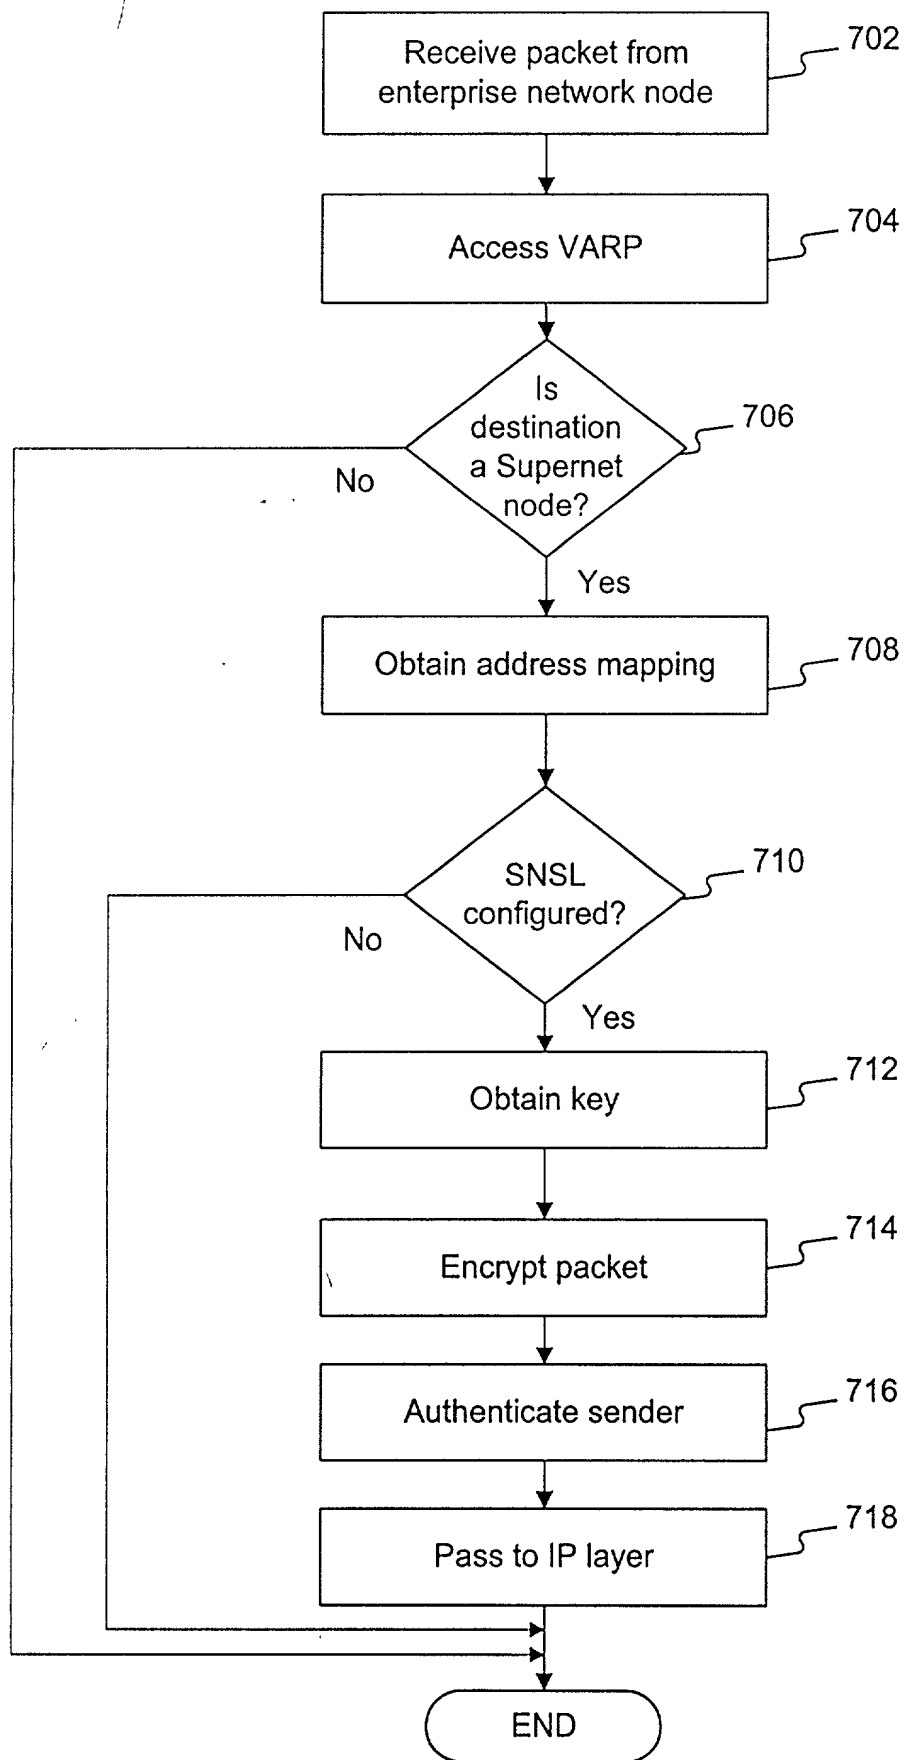 Receive packet from
enterprise network node
702
Access VARP
704
Is
destination
a Supernet
node?
706
No
Yes
Obtain address mapping
708
SNSL
configured?
710
No
Yes
Obtain key
712
Encrypt packet
714
Authenticate sender
716
Pass to IP layer
718
END